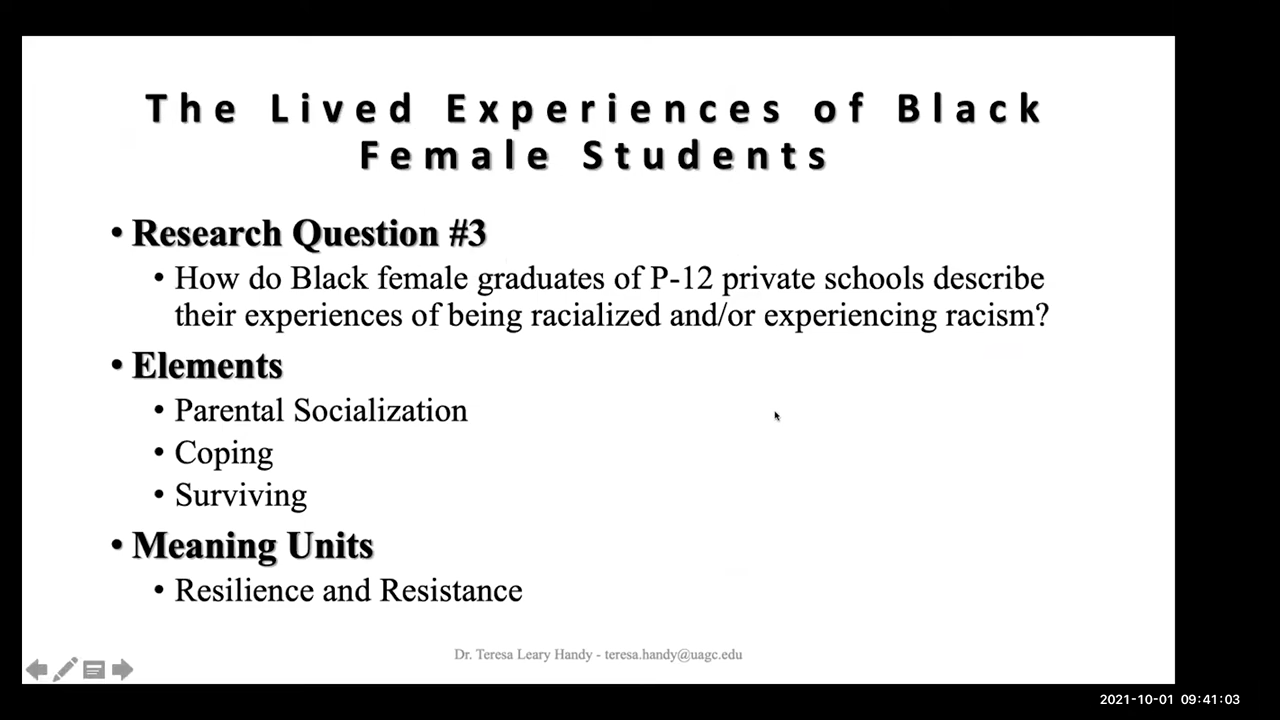 The Lived Experiences of Black
Female Students
• Research Question #3
• How do Black female graduates of P-12 private schools describe
their experiences of being racialized and/or experiencing racism?
• Elements
• Parental Socialization
• Coping
• Surviving
• Meaning Units
• Resilience and Resistance
Dr. Teresa Leary Handy - teresa.handy@uagc.edu
2021-10-01 09:41:03